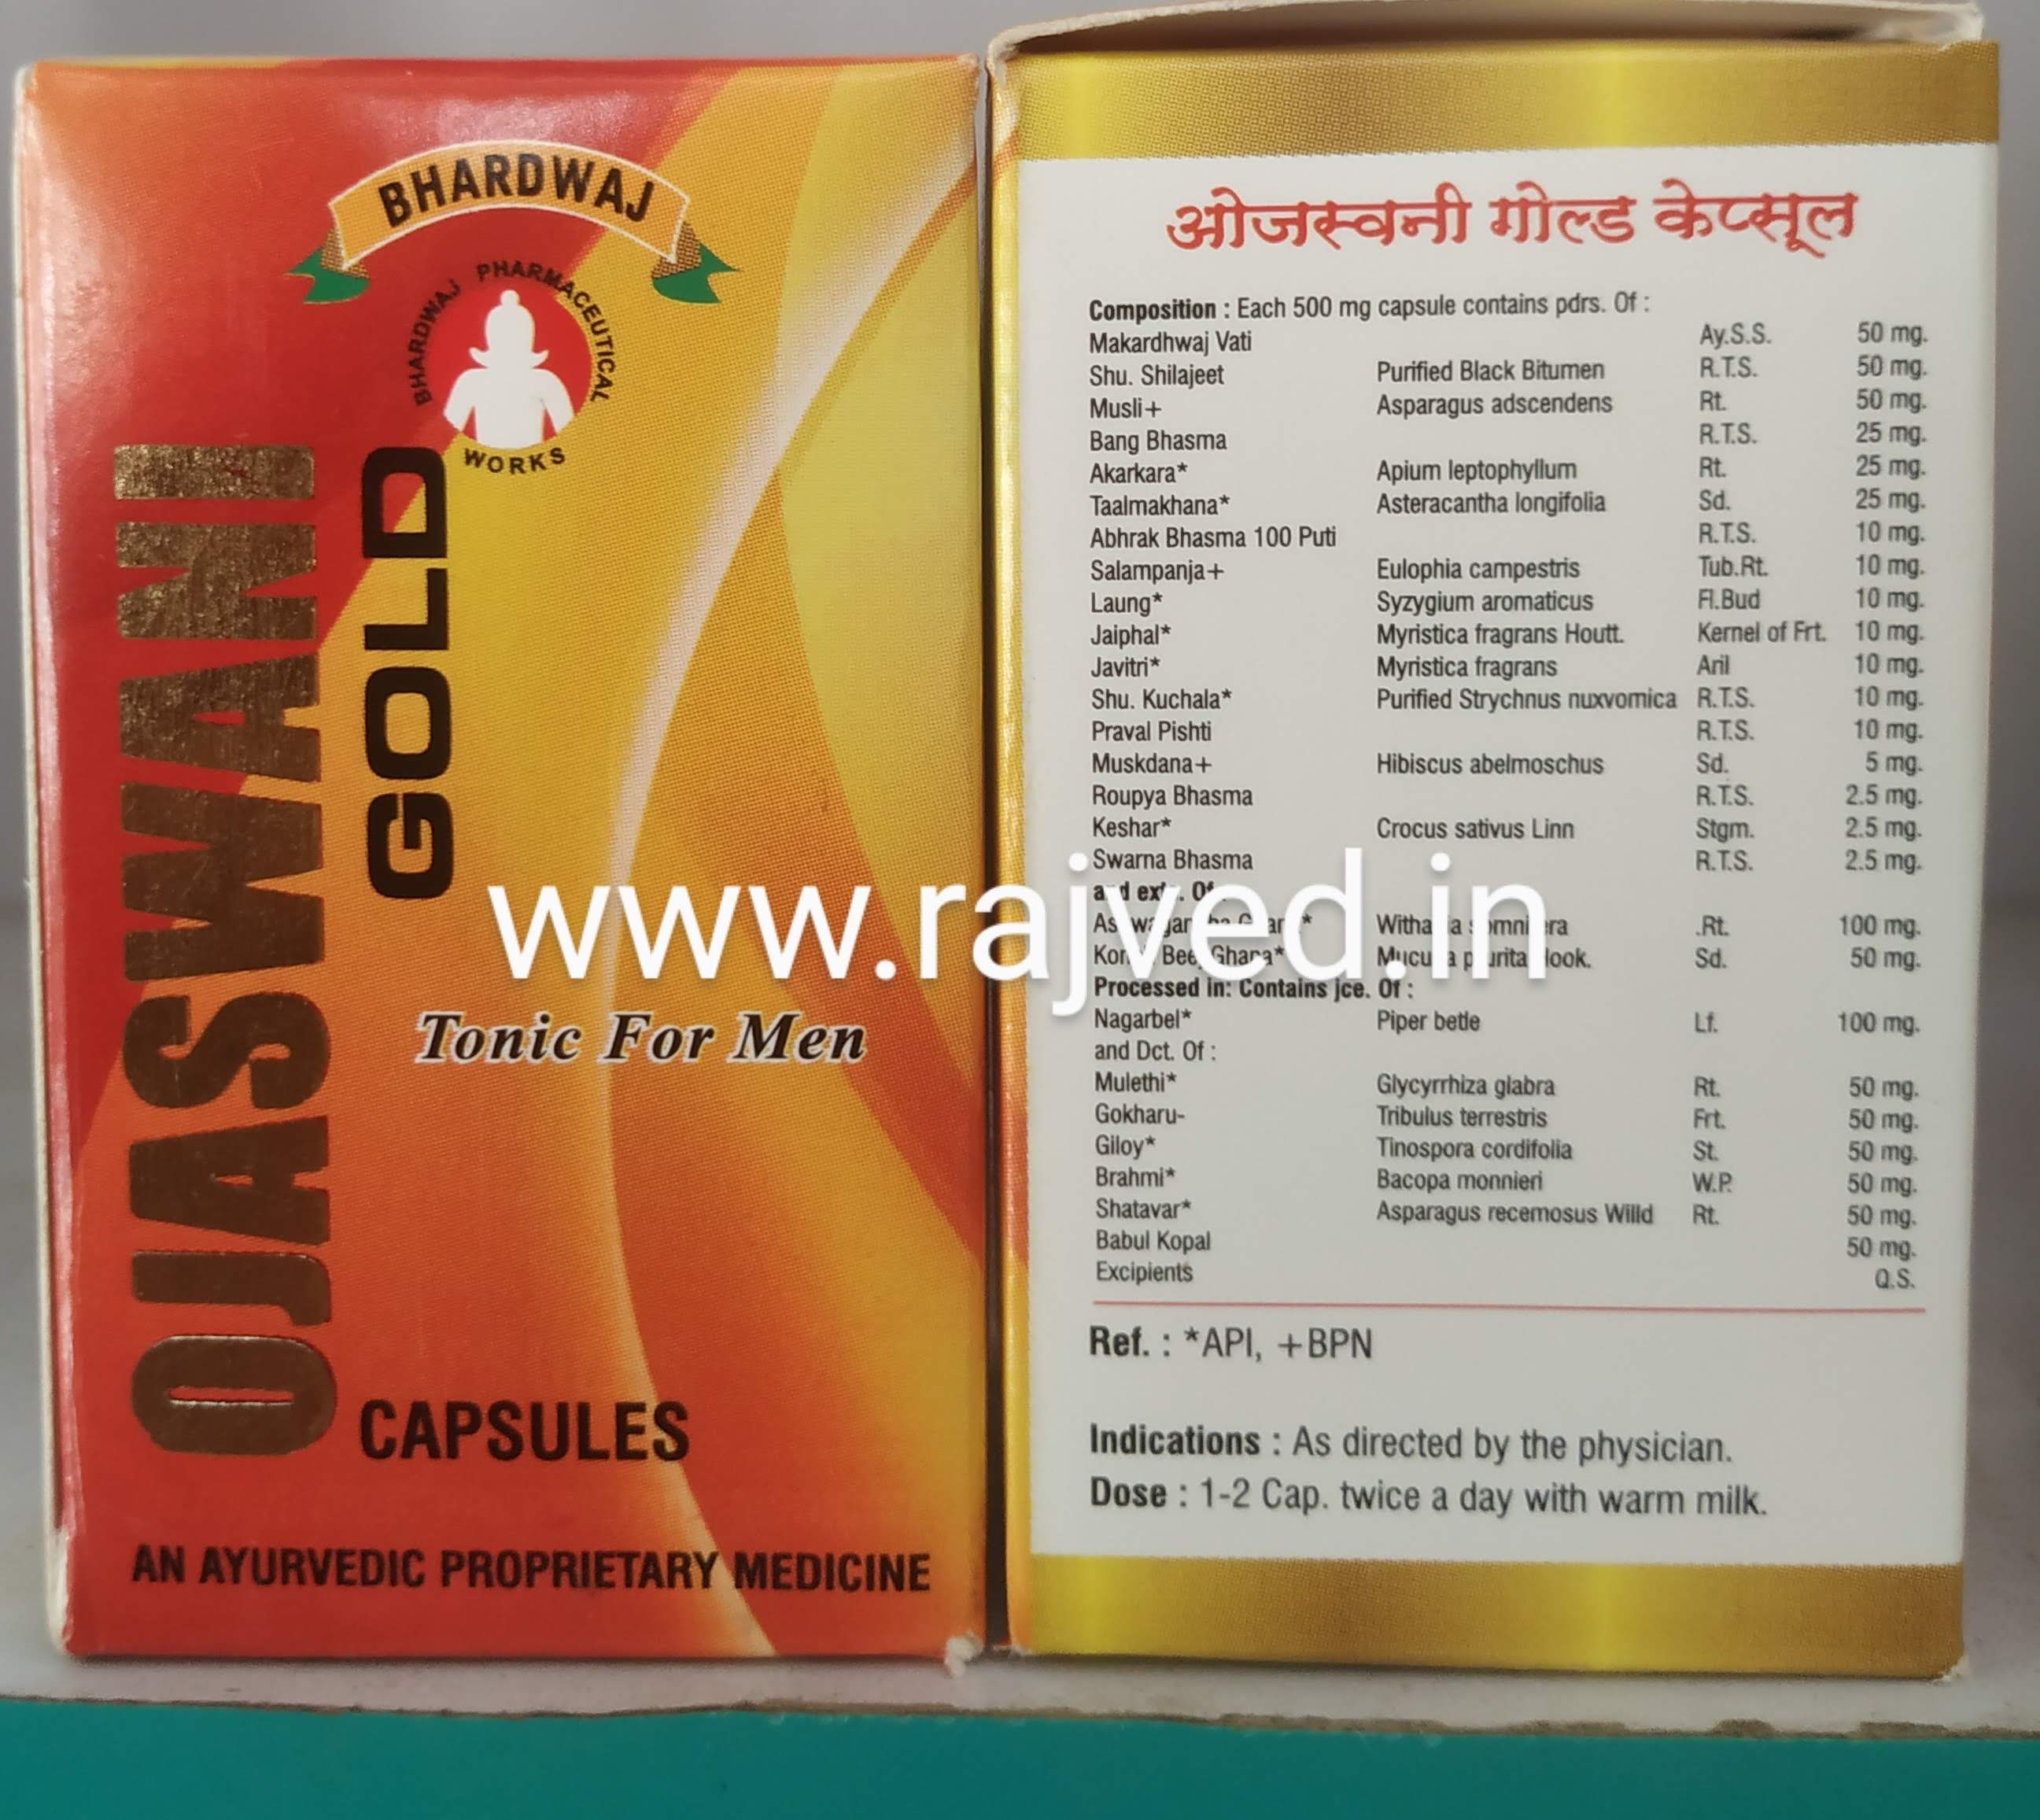 BHARDWAJ
BHARDWAJ PHARMACEUTICAL
WORKS
OJASWANI
GOLD
Tonic For Men
CAPSULES
AN AYURVEDIC PROPRIETARY MEDICINE
ओजस्वनी गोल्ड केप्सूल
Composition : Each 500 mg capsule contains pdrs. Of :
Makardhwaj Vati Ay.S.S. 50 mg.
Shu. Shilajeet Purified Black Bitumen R.T.S. 50 mg.
Musli+ Asparagus adscendens Rt. 50 mg.
Bang Bhasma R.T.S. 25 mg.
Akarkara* Apium leptophyllum Rt. 25 mg.
Taalmakhana* Asteracantha longifolia Sd. 25 mg.
Abhrak Bhasma 100 Puti R.T.S. 10 mg.
Salampanja+ Eulophia campestris Tub.Rt. 10 mg.
Laung* Syzygium aromaticus Fl.Bud 10 mg.
Jaiphal* Myristica fragrans Houtt. Kernel of Frt. 10 mg.
Javitri* Myristica fragrans Aril 10 mg.
Shu. Kuchala* Purified Strychnus nuxvomica R.T.S. 10 mg.
Praval Pishti R.T.S. 10 mg.
Muskdana+ Hibiscus abelmoschus Sd. 5 mg.
Roupya Bhasma R.T.S. 2.5 mg.
Keshar* Crocus sativus Linn Stgm. 2.5 mg.
Swarna Bhasma R.T.S. 2.5 mg.
and Of
.Rt. 100 mg.
Ghana* Sd. 50 mg.
www.rajved.in
Processed in: Contains jce. Of :
Nagarbel* Piper betle Lf. 100 mg.
and Dct. Of :
Mulethi* Glycyrrhiza glabra Rt. 50 mg.
Gokharu- Tribulus terrestris Frt. 50 mg.
Giloy* Tinospora cordifolia St. 50 mg.
Brahmi* Bacopa monnieri W.P. 50 mg.
Shatavar* Asparagus recemosus Willd Rt. 50 mg.
Babul Kopal 50 mg.
Excipients Q.S.
Ref. : *API, +BPN
Indications : As directed by the physician.
Dose : 1-2 Cap. twice a day with warm milk.